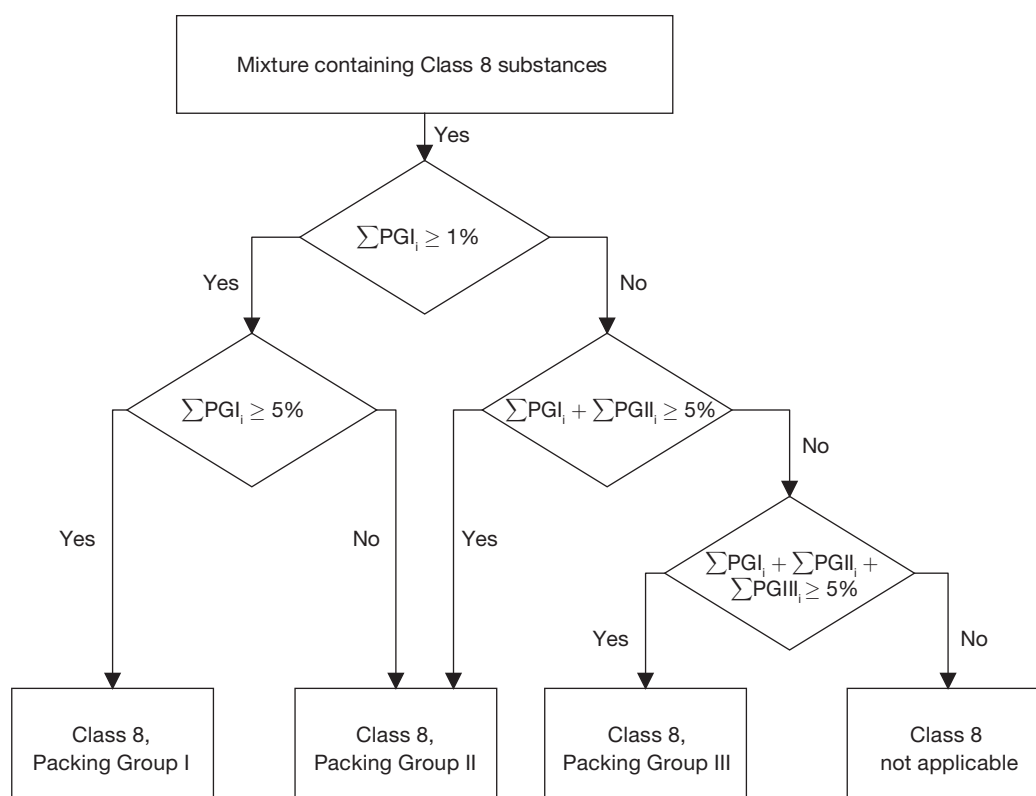 Mixture containing Class 8 substances
Yes
∑PGIᵢ ≥ 1%
Yes
No
∑PGIᵢ ≥ 5%
∑PGIᵢ + ∑PGIIᵢ ≥ 5%
No
Yes
No
Yes
∑PGIᵢ + ∑PGIIᵢ +
∑PGIIIᵢ ≥ 5%
Yes
No
Class 8,
Packing Group I
Class 8,
Packing Group II
Class 8,
Packing Group III
Class 8
not applicable